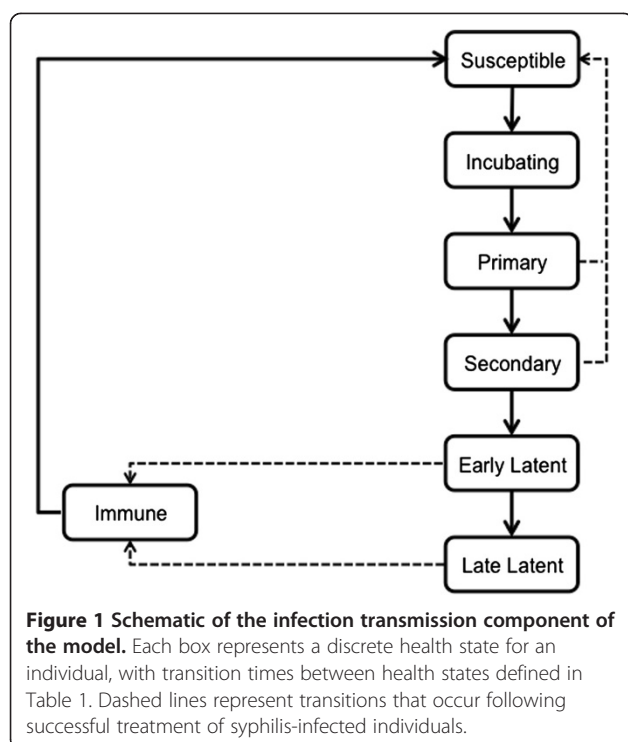 Susceptible
Incubating
Primary
Secondary
Early Latent
Immune
Late Latent
Figure 1 Schematic of the infection transmission component of
the model. Each box represents a discrete health state for an
individual, with transition times between health states defined in
Table 1. Dashed lines represent transitions that occur following
successful treatment of syphilis-infected individuals.